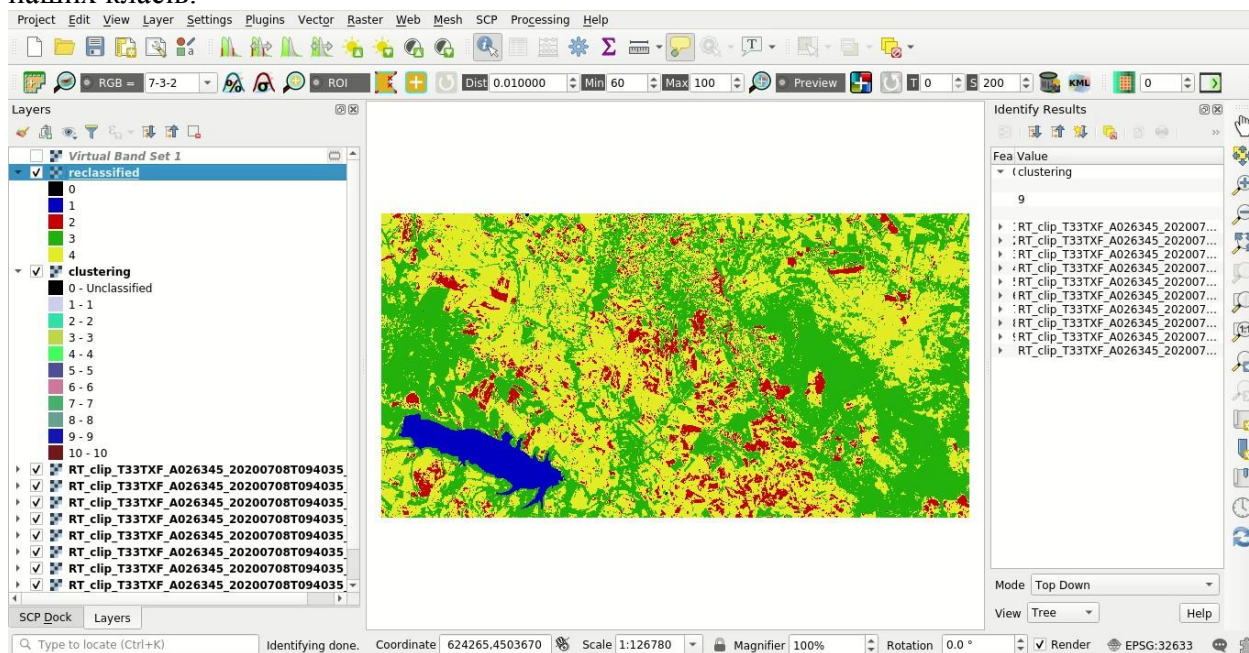 наших класів.
Project Edit View Layer Settings Plugins Vector Raster Web Mesh SCP Processing Help
RGB = 7-3-2 ROI Dist 0.010000 Min 60 Max 100 Preview T 0 S 200 KML 0
Layers
Virtual Band Set 1
reclassified
0
1
2
3
4
clustering
0 - Unclassified
1 - 1
2 - 2
3 - 3
4 - 4
5 - 5
6 - 6
7 - 7
8 - 8
9 - 9
10 - 10
RT_clip_T33TXF_A026345_20200708T094035_
RT_clip_T33TXF_A026345_20200708T094035_
RT_clip_T33TXF_A026345_20200708T094035_
RT_clip_T33TXF_A026345_20200708T094035_
RT_clip_T33TXF_A026345_20200708T094035_
RT_clip_T33TXF_A026345_20200708T094035_
RT_clip_T33TXF_A026345_20200708T094035_
RT_clip_T33TXF_A026345_20200708T094035_
SCP Dock Layers
Identify Results
Fea Value
clustering
9
RT_clip_T33TXF_A026345_202007...
RT_clip_T33TXF_A026345_202007...
RT_clip_T33TXF_A026345_202007...
RT_clip_T33TXF_A026345_202007...
RT_clip_T33TXF_A026345_202007...
RT_clip_T33TXF_A026345_202007...
RT_clip_T33TXF_A026345_202007...
RT_clip_T33TXF_A026345_202007...
RT_clip_T33TXF_A026345_202007...
RT_clip_T33TXF_A026345_202007...
Mode Top Down
View Tree Help
Type to locate (Ctrl+K) Identifying done. Coordinate 624265,4503670 Scale 1:126780 Magnifier 100% Rotation 0.0 ° Render EPSG:32633